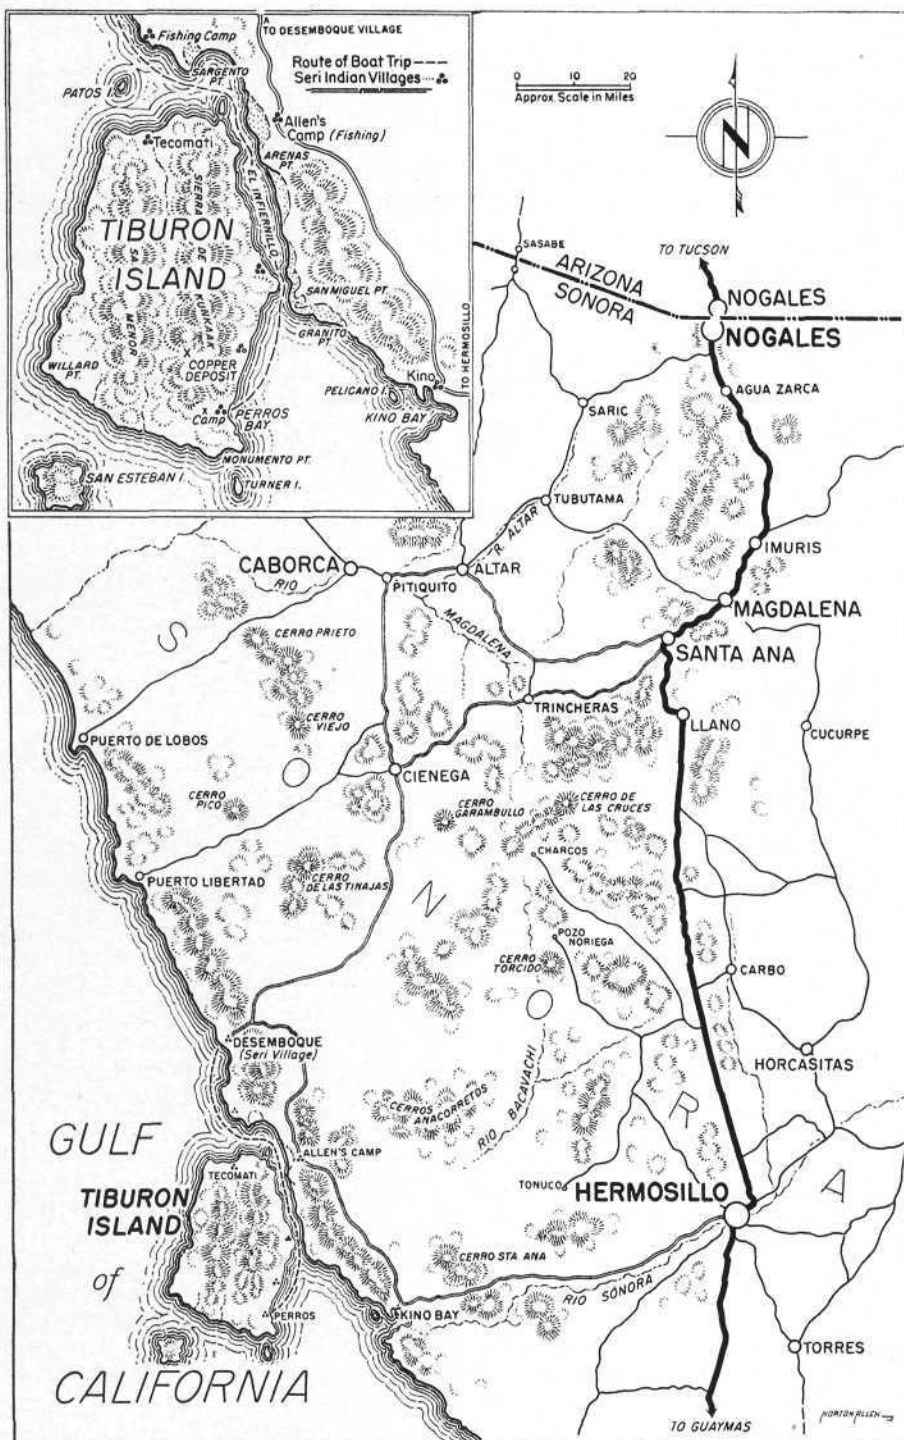 Fishing Camp
TO DESEMBOQUE VILLAGE
Route of Boat Trip
Seri Indian Villages
SARGENTO PT.
PATOS I.
Allen's
Camp (Fishing)
Tecomati
ARENAS PT.
EL INFIERNILLO
SIERRA DE KUNKAAK
SA MENOR
TIBURON
ISLAND
SAN MIGUEL PT.
GRANITO PT.
TO HERMOSILLO
WILLARD PT.
COPPER
DEPOSIT
x
Kino
PELICANO I.
KINO BAY
x
Camp
PERROS
BAY
MONUMENTO PT.
SAN ESTEBAN I.
TURNER I.
0 10 20
Approx. Scale in Miles
N
SASABE
TO TUCSON
ARIZONA
SONORA
NOGALES
NOGALES
AGUA ZARCA
SARIC
TUBUTAMA
R. ALTAR
IMURIS
CABORCA
RIO
PITIQUITO
ALTAR
MAGDALENA
MAGDALENA
SANTA ANA
S
CERRO PRIETO
TRINCHERAS
LLANO
CERRO
VIEJO
CUCURPE
PUERTO DE LOBOS
O
CIENEGA
CERRO
PICO
CERRO
GARAMBULLO
CERRO DE
LAS CRUCES
CHARCOS
PUERTO LIBERTAD
CERRO
DE LAS TINAJAS
N
POZO
NORIEGA
CERRO
TORCIDO
CARBO
O
DESEMBOQUE
(Seri Village)
HORCASITAS
RIO BACAVACHI
R
CERROS
ANACORRETOS
GULF
ALLEN'S CAMP
TECOMATI
TONUCO
HERMOSILLO
A
TIBURON
ISLAND
CERRO STA ANA
of
RIO SONORA
PERROS
KINO BAY
TORRES
CALIFORNIA
TO GUAYMAS
NORTON ALLEN